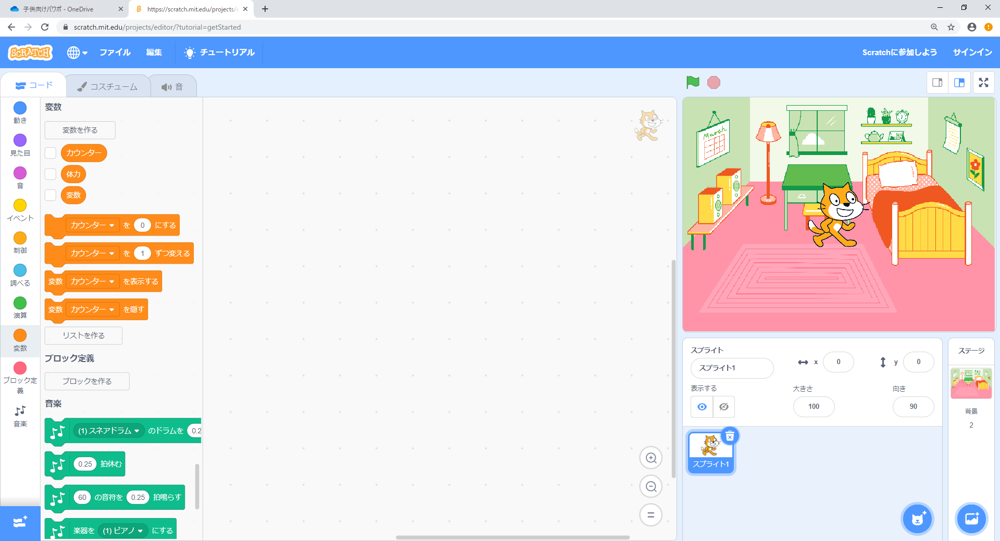 子供向けパワポ - OneDrive
https://scratch.mit.edu/projects/e
scratch.mit.edu/projects/editor/?tutorial=getStarted
SCRATCH
ファイル
編集
チュートリアル
Scratchに参加しよう
サインイン
コード
コスチューム
音
動き
見た目
音
イベント
制御
調べる
演算
変数
ブロック定
義
音楽
変数
変数を作る
カウンター
体力
変数
カウンター を 0 にする
カウンター を 1 ずつ変える
変数 カウンター を表示する
変数 カウンター を隠す
リストを作る
ブロック定義
ブロックを作る
音楽
(1) スネアドラム のドラムを 0.2
0.25 拍休む
60 の音符を 0.25 拍鳴らす
楽器を (1) ピアノ にする
March
スプライト
スプライト1
x 0
y 0
表示する
大きさ
100
向き
90
スプライト1
ステージ
背景
2